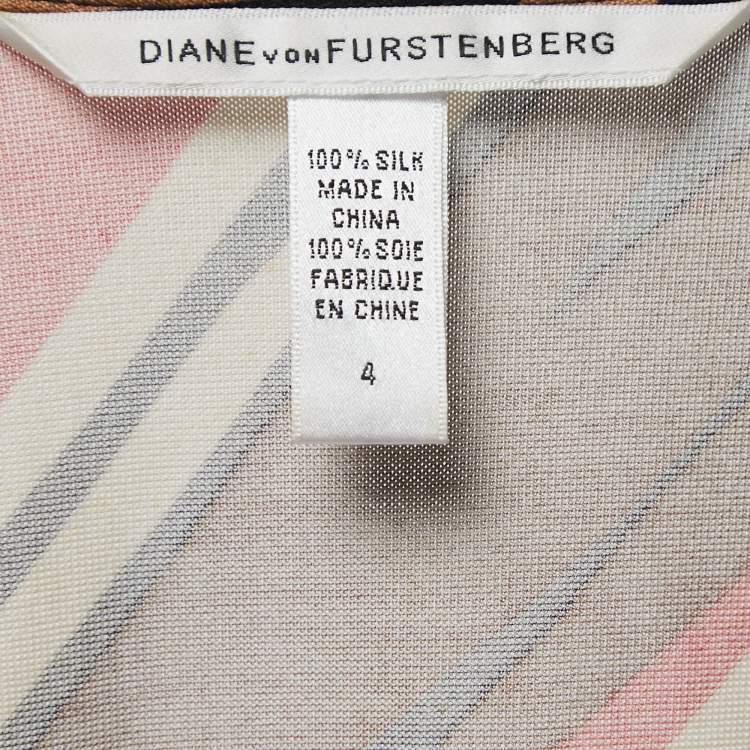 DIANE VON FURSTENBERG
100% SILK
MADE IN
CHINA
100% SOIE
FABRIQUE
EN CHINE
4